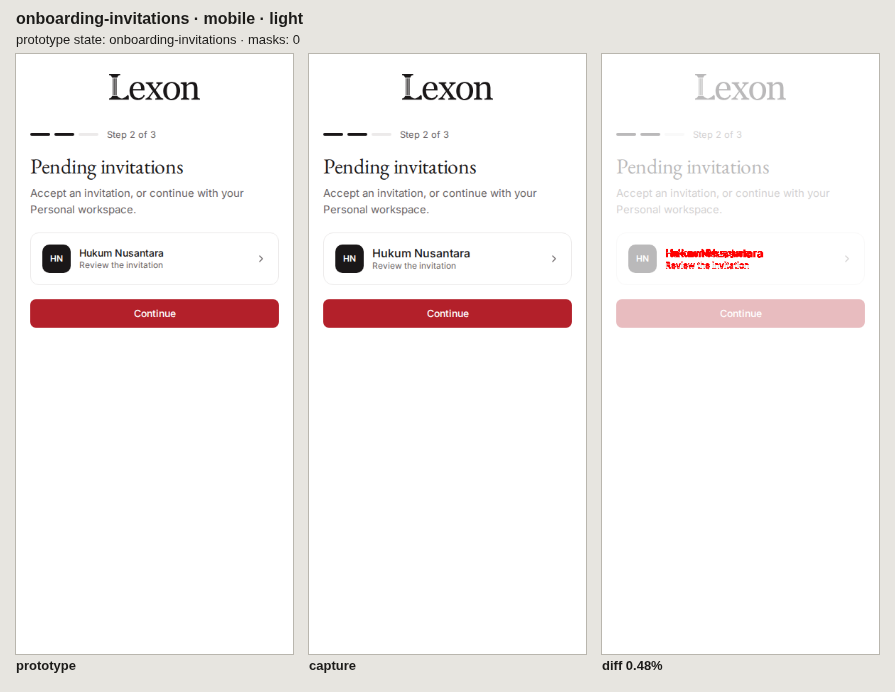 onboarding-invitations · mobile · light
prototype state: onboarding-invitations · masks: 0
Lexon
Step 2 of 3
Pending invitations
Accept an invitation, or continue with your
Personal workspace.
HN
Hukum Nusantara
Review the invitation
Continue
prototype
Lexon
Step 2 of 3
Pending invitations
Accept an invitation, or continue with your
Personal workspace.
HN
Hukum Nusantara
Review the invitation
Continue
capture
Lexon
Step 2 of 3
Pending invitations
Accept an invitation, or continue with your
Personal workspace.
HN
Review the invitation
Continue
diff 0.48%